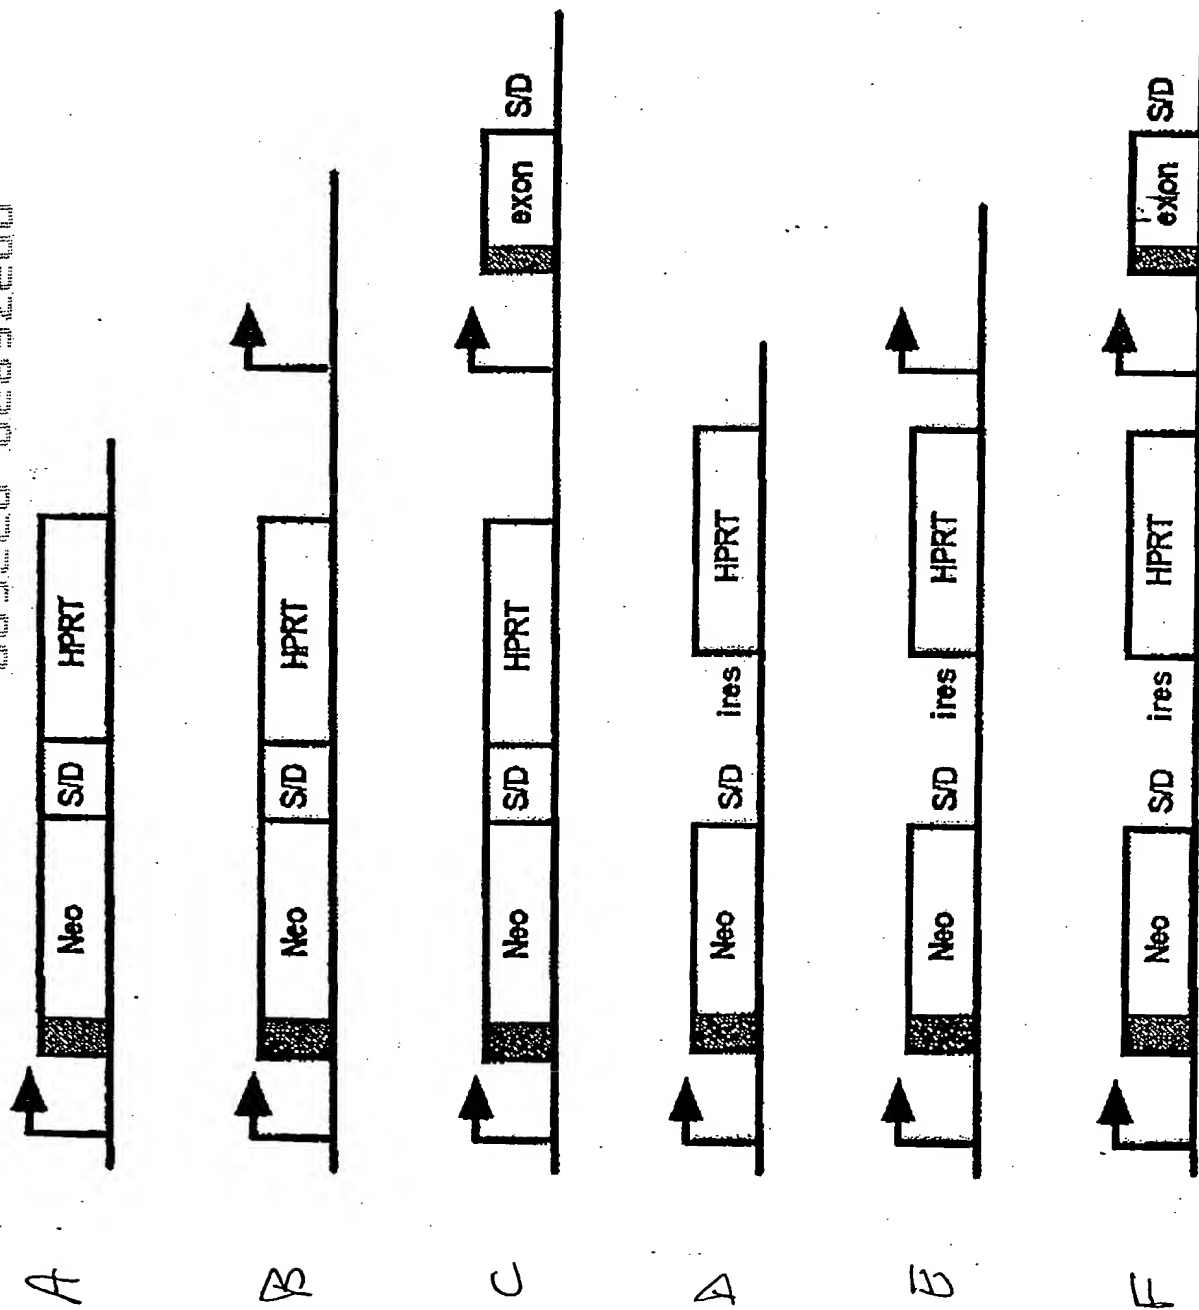 A Neo S/D HPRT
B Neo S/D HPRT
C Neo S/D HPRT exon S/D
D Neo S/D ires HPRT
E Neo S/D ires HPRT
F Neo S/D ires HPRT exon S/D